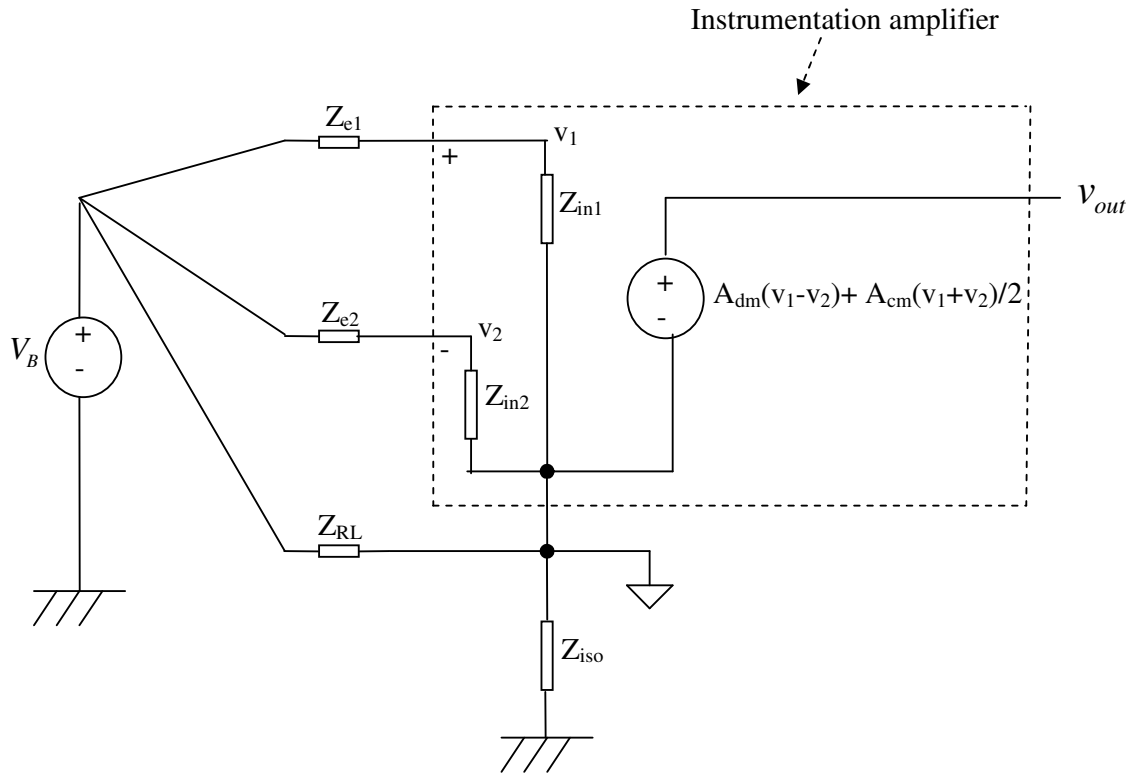 Instrumentation amplifier
Z_e1
v_1
+
Z_in1
v_out
+
-
A_dm(v_1-v_2)+ A_cm(v_1+v_2)/2
Z_e2
v_2
-
V_B
+
-
Z_in2
Z_RL
Z_iso